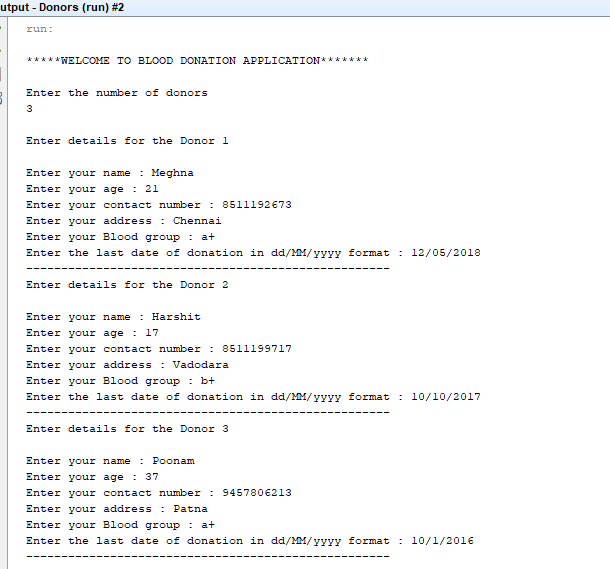 utput - Donors (run) #2
run:
*****WELCOME TO BLOOD DONATION APPLICATION*******
Enter the number of donors
3
Enter details for the Donor 1
Enter your name : Meghna
Enter your age : 21
Enter your contact number : 8511192673
Enter your address : Chennai
Enter your Blood group : a+
Enter the last date of donation in dd/MM/yyyy format : 12/05/2018
----------------------------------------------------
Enter details for the Donor 2
Enter your name : Harshit
Enter your age : 17
Enter your contact number : 8511199717
Enter your address : Vadodara
Enter your Blood group : b+
Enter the last date of donation in dd/MM/yyyy format : 10/10/2017
----------------------------------------------------
Enter details for the Donor 3
Enter your name : Poonam
Enter your age : 37
Enter your contact number : 9457806213
Enter your address : Patna
Enter your Blood group : a+
Enter the last date of donation in dd/MM/yyyy format : 10/1/2016
----------------------------------------------------